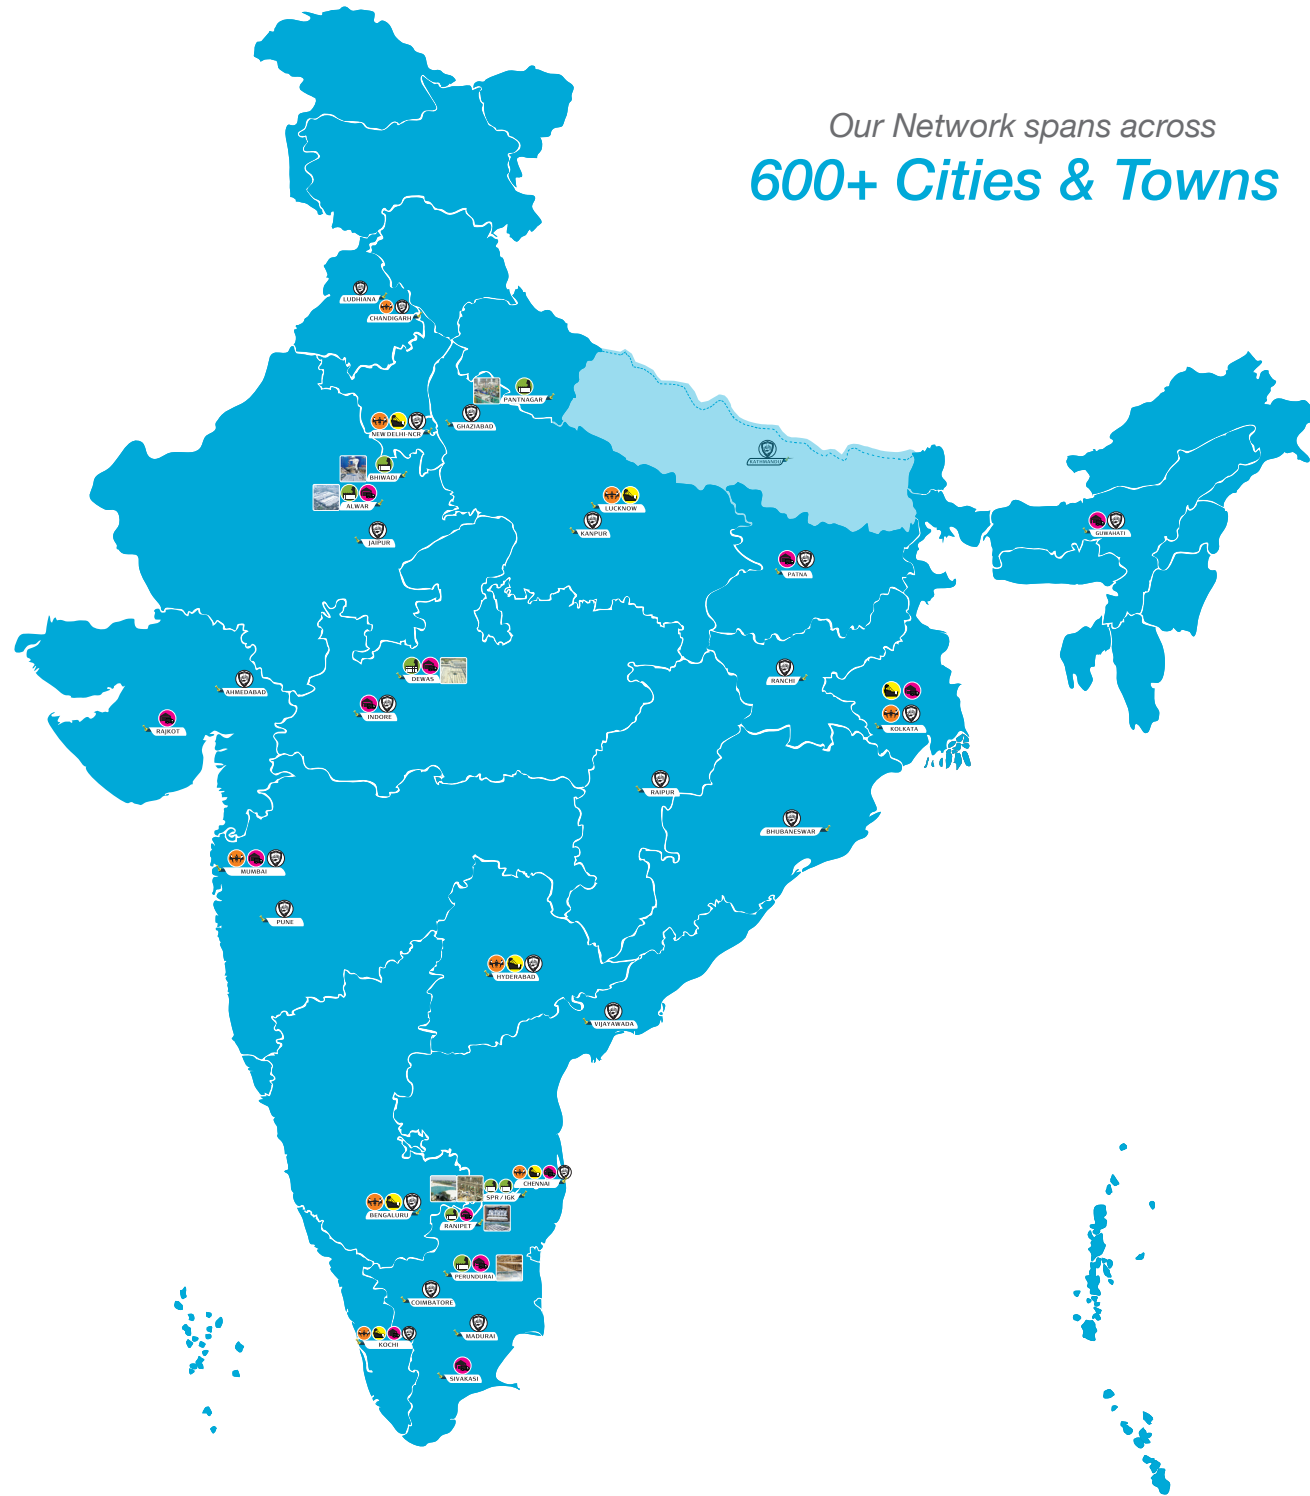 Our Network spans across
600+ Cities & Towns
LUDHIANA
CHANDIGARH
PANTNAGAR
GHAZIABAD
NEW DELHI-NCR
KATHMANDU
BHIWADI
ALWAR
LUCKNOW
KANPUR
JAIPUR
GUWAHATI
PATNA
DEWAS
RANCHI
AHMEDABAD
INDORE
RAJKOT
KOLKATA
RAIPUR
BHUBANESWAR
MUMBAI
PUNE
HYDERABAD
VIJAYAWADA
CHENNAI
SPR / IGK
BENGALURU
RANIPET
PERUNDURAI
COIMBATORE
MADURAI
KOCHI
SIVAKASI